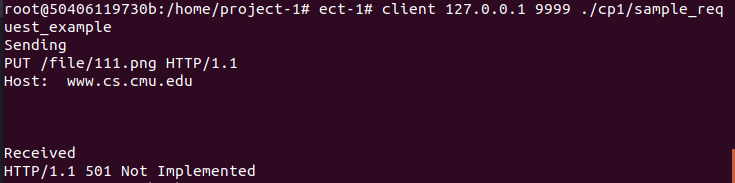 root@50406119730b:/home/project-1# ect-1# client 127.0.0.1 9999 ./cp1/sample_req
uest_example
Sending
PUT /file/111.png HTTP/1.1
Host:  www.cs.cmu.edu
Received
HTTP/1.1 501 Not Implemented